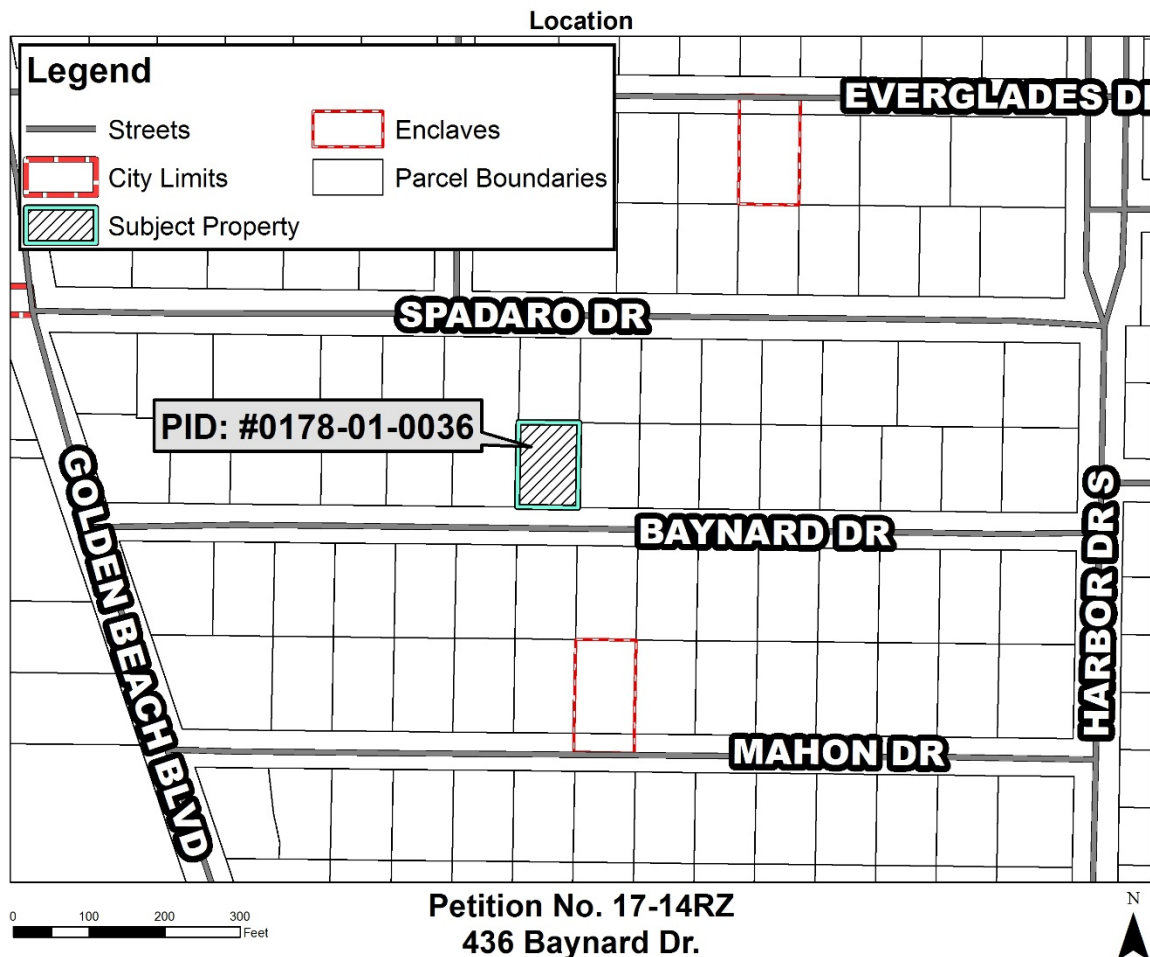 Location
Legend
Streets
Enclaves
City Limits
Parcel Boundaries
Subject Property
EVERGLADES DR
SPADARO DR
PID: #0178-01-0036
GOLDEN BEACH BLVD
BAYNARD DR
HARBOR DR S
MAHON DR
0 100 200 300
Feet
Petition No. 17-14RZ
436 Baynard Dr.
N